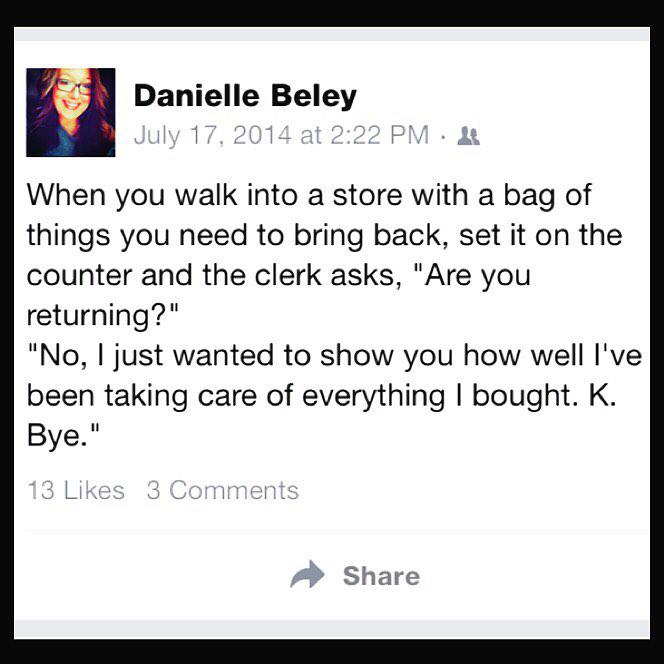 Danielle Beley
July 17, 2014 at 2:22 PM ·
When you walk into a store with a bag of
things you need to bring back, set it on the
counter and the clerk asks, "Are you
returning?"
"No, I just wanted to show you how well I've
been taking care of everything I bought. K.
Bye."
13 Likes 3 Comments
Share